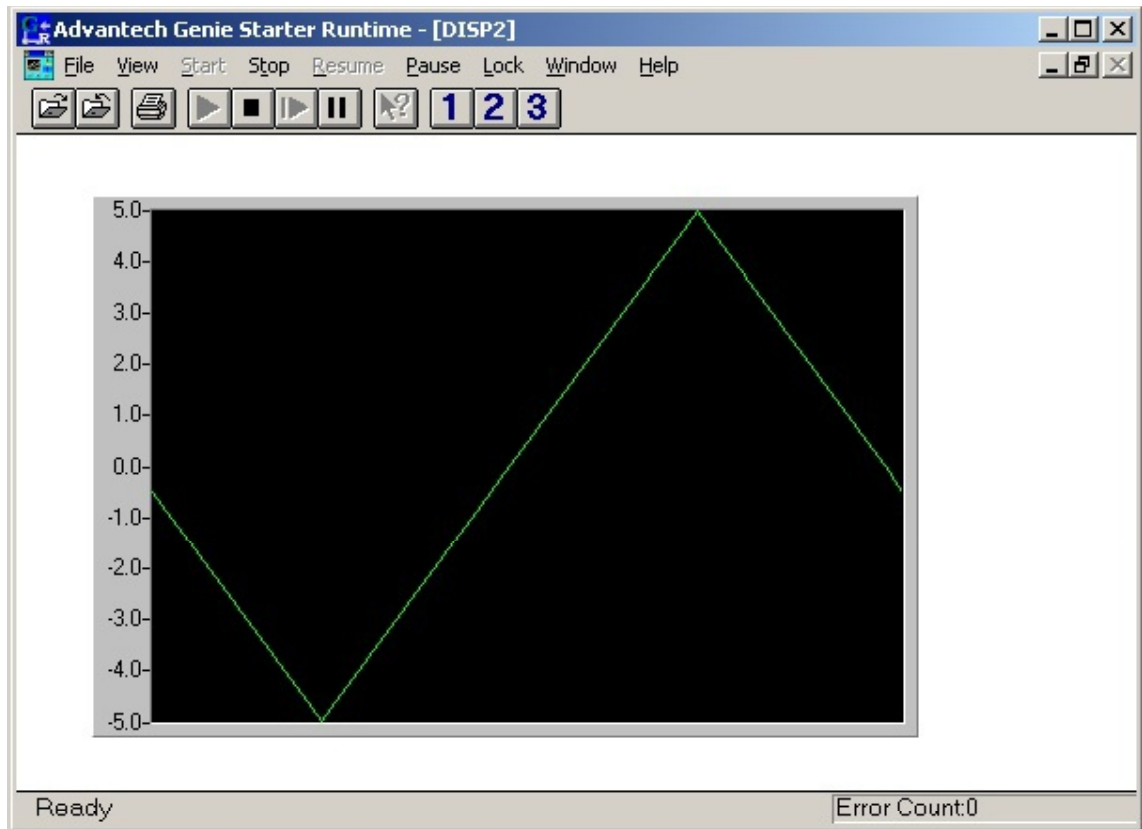 Advantech Genie Starter Runtime - [DISP2]
File View Start Stop Resume Pause Lock Window Help
1 2 3
5.0-
4.0-
3.0-
2.0-
1.0-
0.0-
-1.0-
-2.0-
-3.0-
-4.0-
-5.0-
Ready Error Count:0